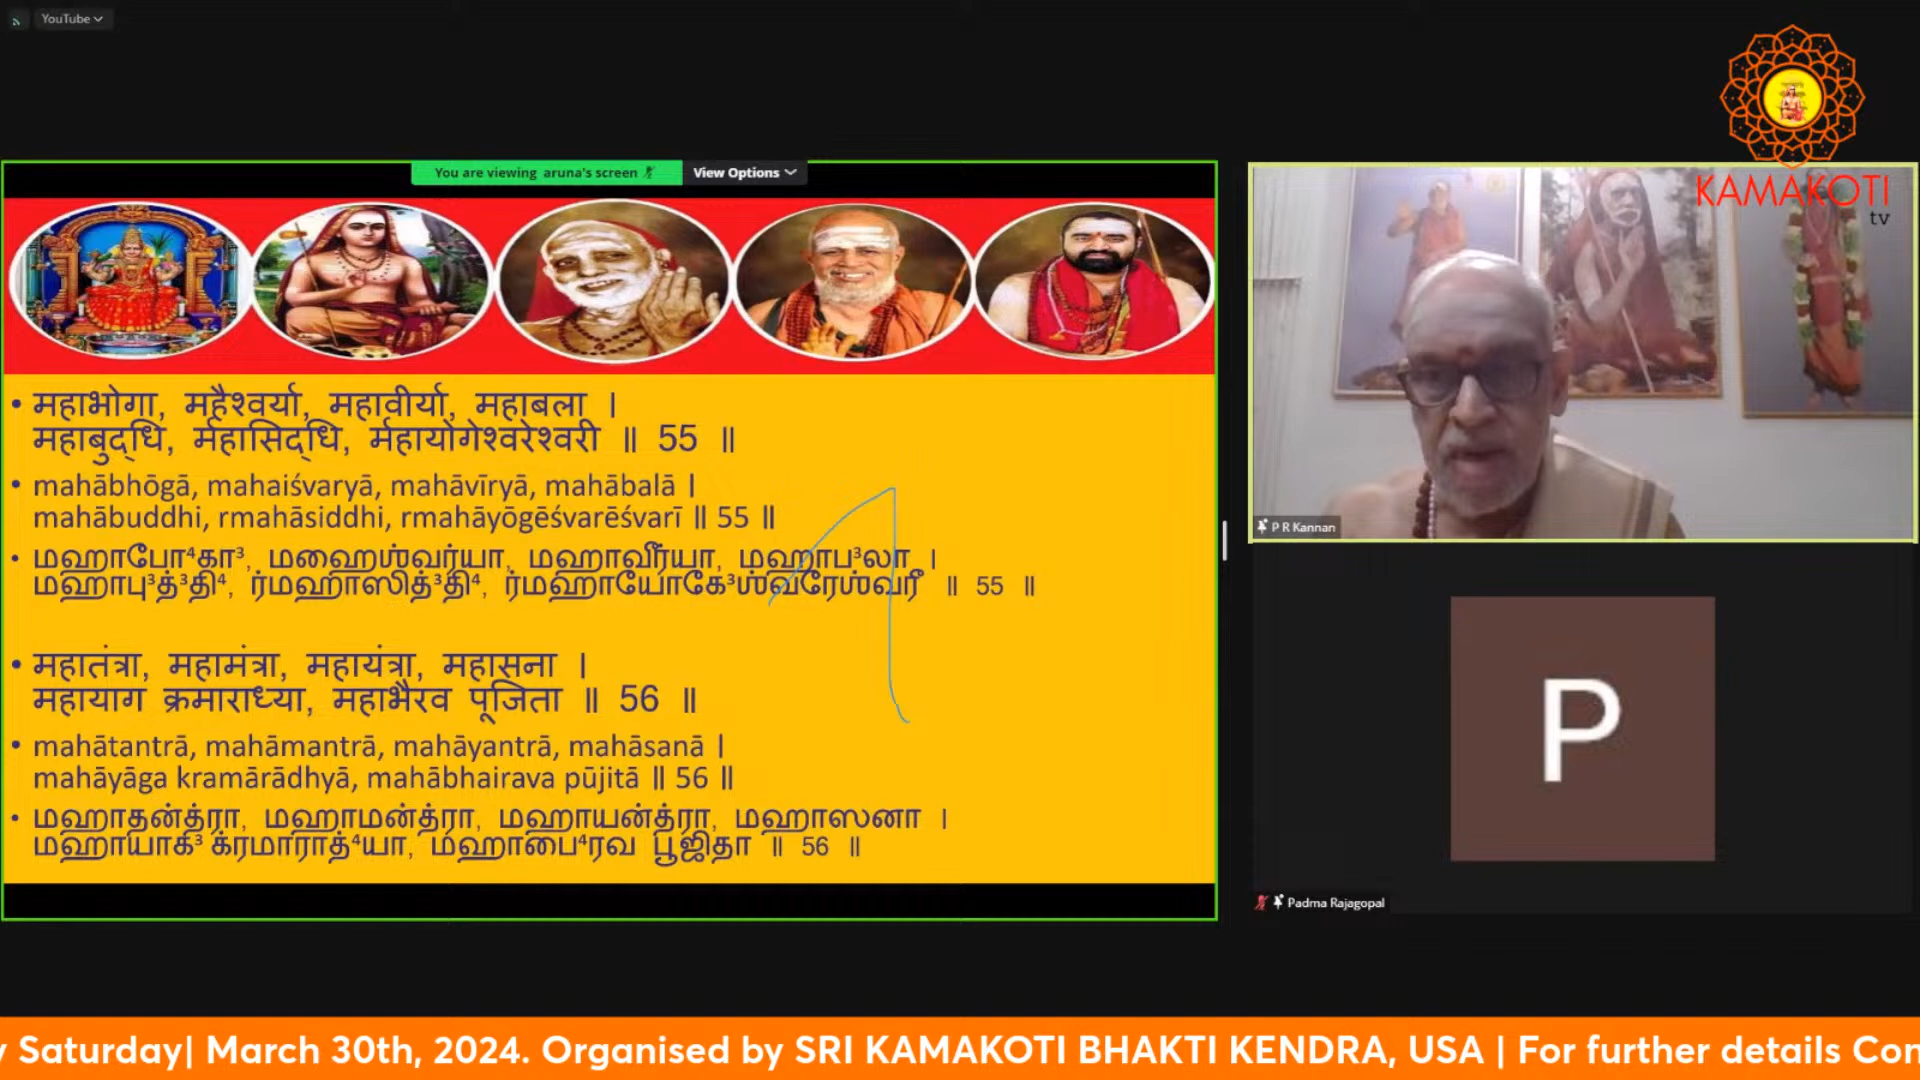 YouTube
You are viewing aruna's screen
View Options
KAMAKOTI
tv
• महाभोगा, महैश्वर्या, महावीर्या, महाबला |
महाबुद्धि, र्महासिद्धि, र्महायोगेश्वरेश्वरी ॥ 55 ॥
• mahābhōgā, mahaiśvaryā, mahāvīryā, mahābalā |
mahābuddhi, rmahāsiddhi, rmahāyōgēśvarēśvarī ॥ 55 ॥
• மஹாபோ⁴கா³, மஹைஶ்வர்யா, மஹாவீர்யா, மஹாப³லா |
மஹாபு³த்³தி⁴, ர்மஹாஸித்³தி⁴, ர்மஹாயோகே³ஶ்வரேஶ்வரீ ॥ 55 ॥
• महातंत्रा, महामंत्रा, महायंत्रा, महासना |
महायाग क्रमाराध्या, महाभैरव पूजिता ॥ 56 ॥
• mahātantrā, mahāmantrā, mahāyantrā, mahāsanā |
mahāyāga kramārādhyā, mahābhairava pūjitā ॥ 56 ॥
• மஹாதன்த்ரா, மஹாமன்த்ரா, மஹாயன்த்ரா, மஹாஸனா |
மஹாயாக³ க்ரமாராத்⁴யா, மஹாபை⁴ரவ பூஜிதா ॥ 56 ॥
P R Kannan
P
Padma Rajagopal
y Saturday| March 30th, 2024. Organised by SRI KAMAKOTI BHAKTI KENDRA, USA | For further details Con